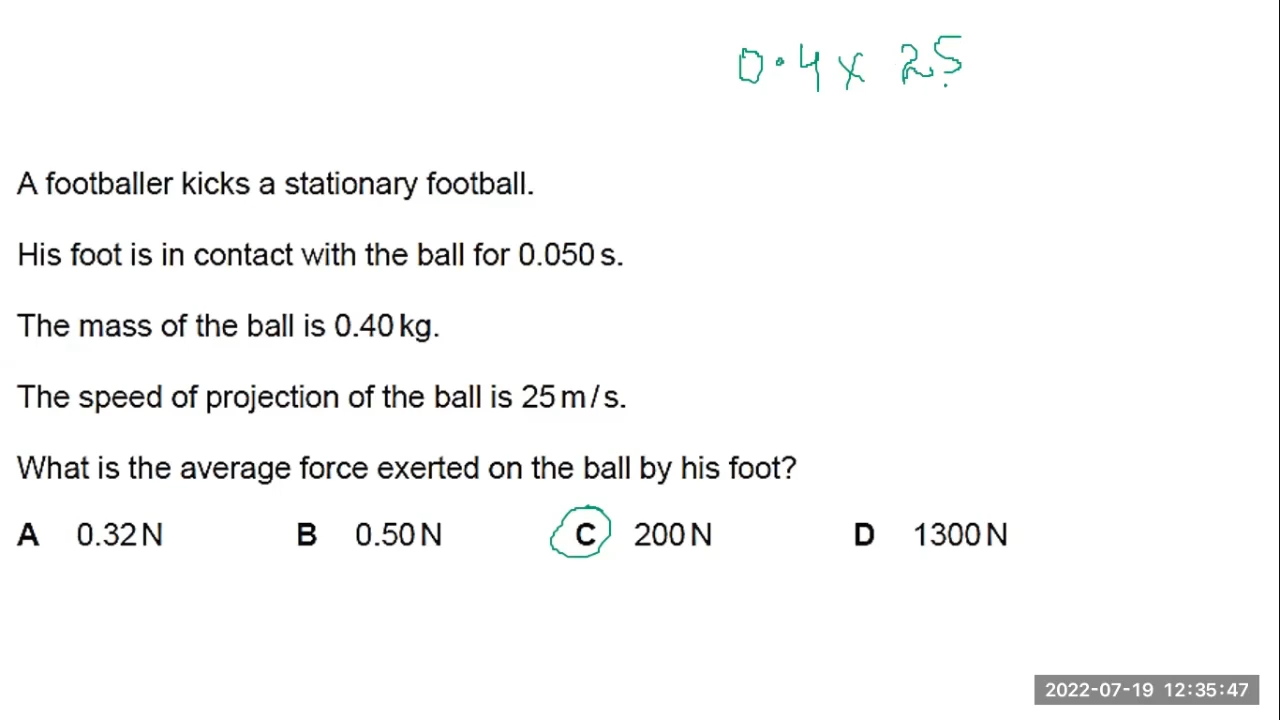 0.4 x 25
A footballer kicks a stationary football.
His foot is in contact with the ball for 0.050 s.
The mass of the ball is 0.40 kg.
The speed of projection of the ball is 25 m / s.
What is the average force exerted on the ball by his foot?
A 0.32 N B 0.50 N C 200 N D 1300 N
2022-07-19 12:35:47